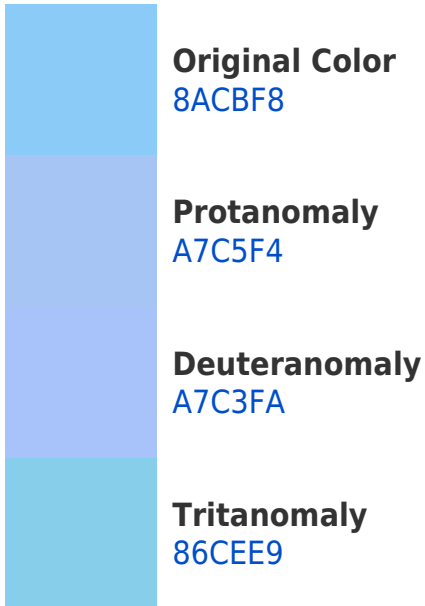 Original Color
8ACBF8
Protanomaly
A7C5F4
Deuteranomaly
A7C3FA
Tritanomaly
86CEE9